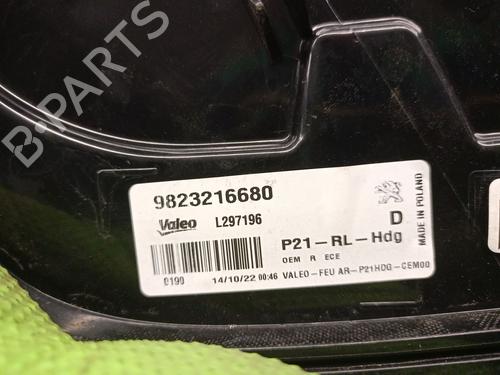 B-PARTS
9823216680
Valeo L297196 D
P21-RL-Hdg
OEM R ECE
0190 14/10/22 00:46 VALEO-FEU AR-P21HDG-CEM00
MADE IN POLAND